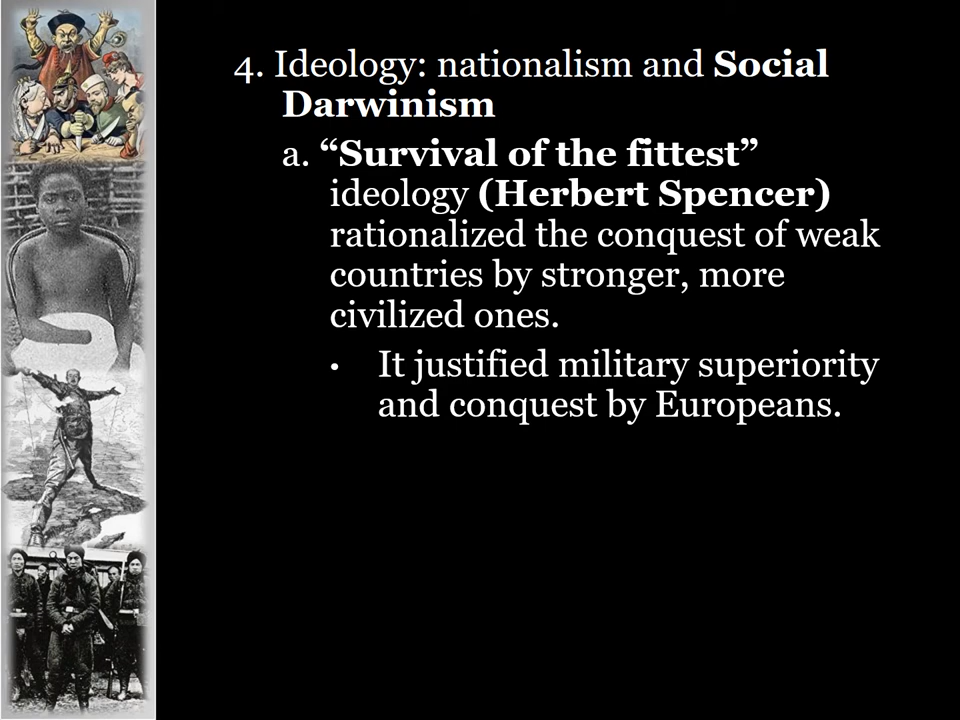 4. Ideology: nationalism and Social
Darwinism
a. “Survival of the fittest”
ideology (Herbert Spencer)
rationalized the conquest of weak
countries by stronger, more
civilized ones.
• It justified military superiority
and conquest by Europeans.